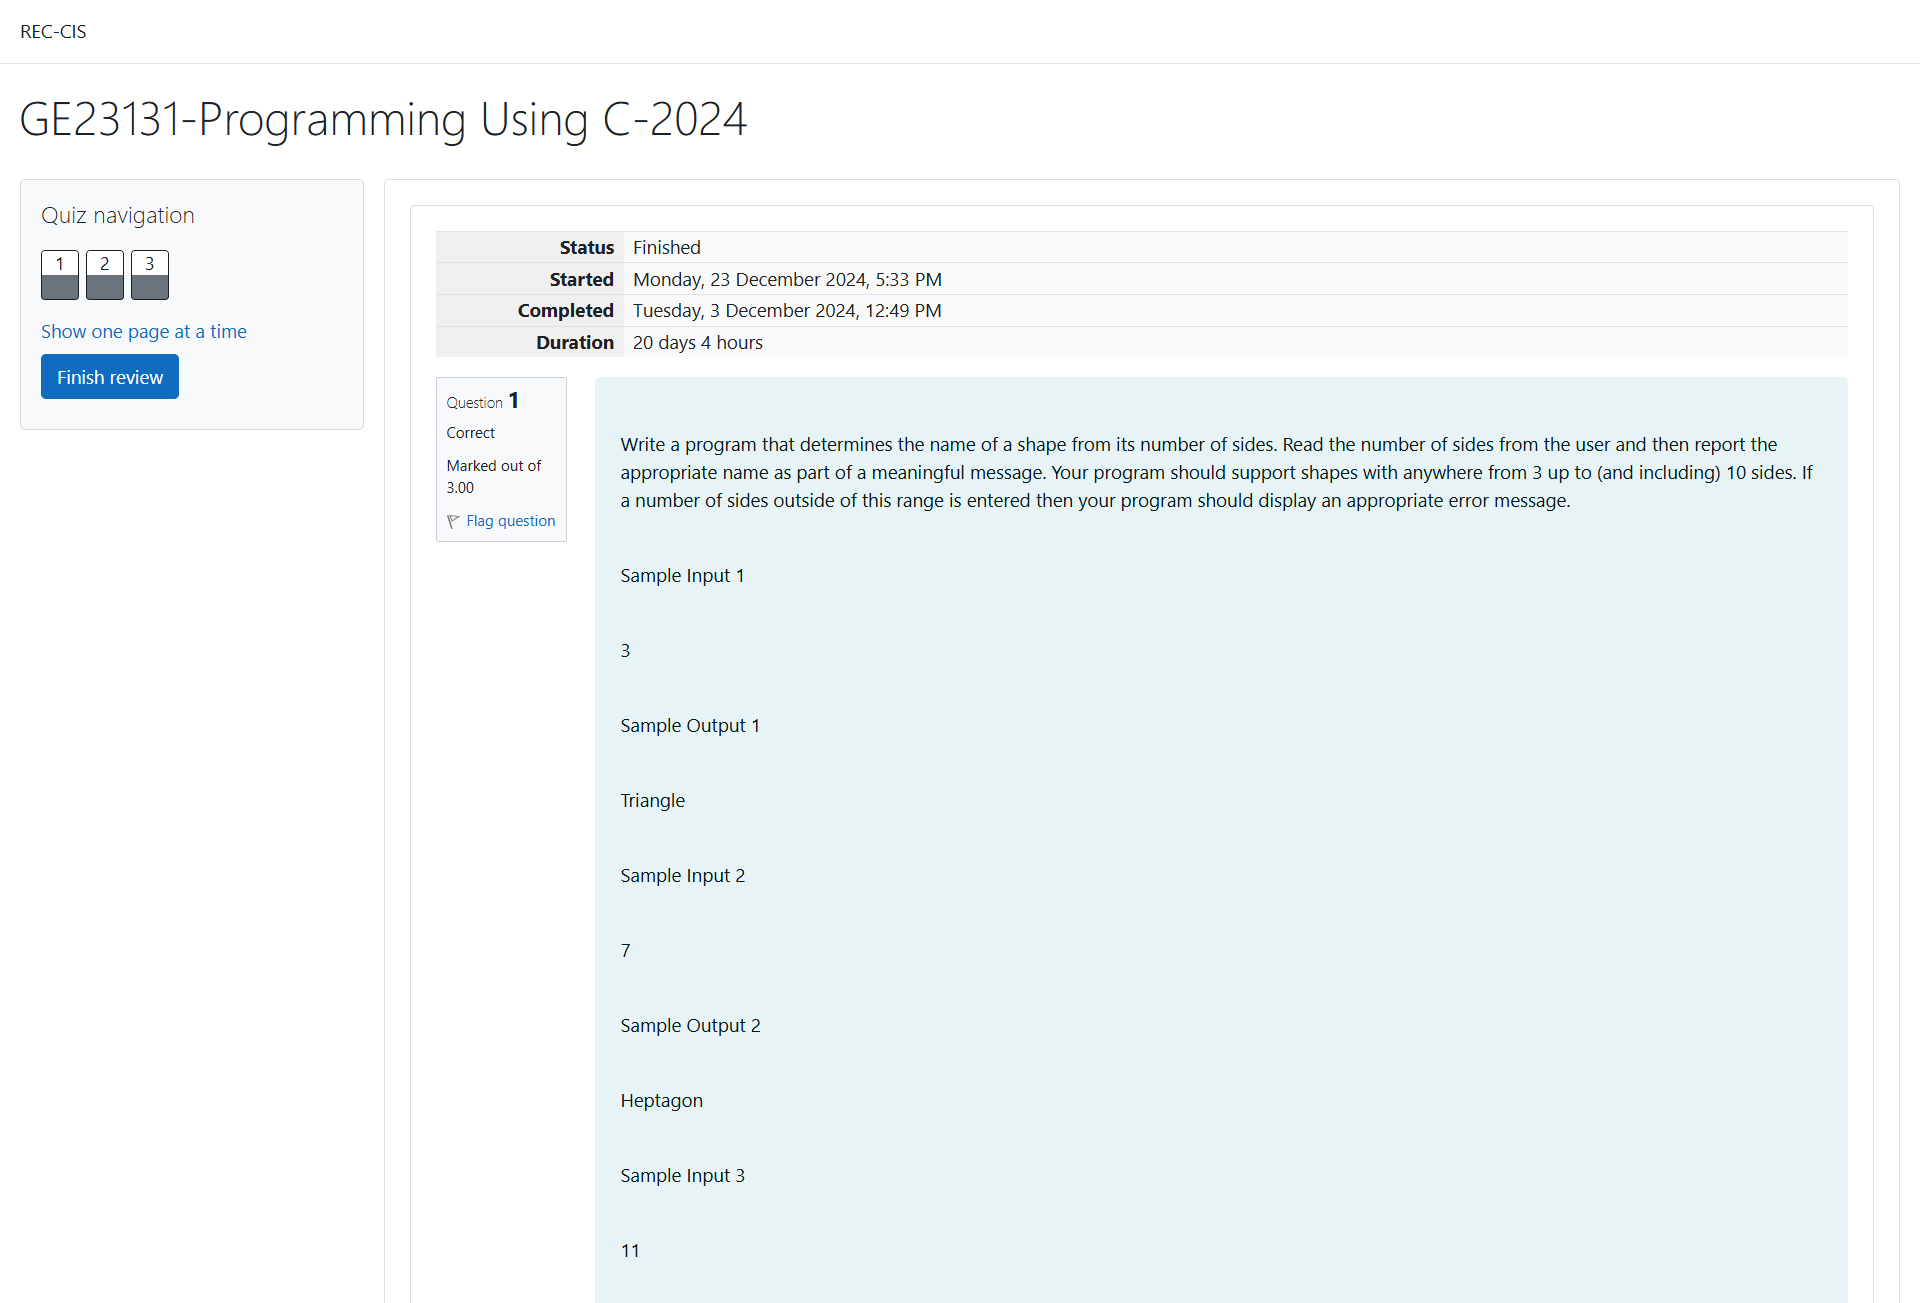 REC-CIS
GE23131-Programming Using C-2024
Quiz navigation
1 2 3
Show one page at a time
Finish review
Status Finished
Started Monday, 23 December 2024, 5:33 PM
Completed Tuesday, 3 December 2024, 12:49 PM
Duration 20 days 4 hours
Question 1
Correct
Marked out of
3.00
Flag question
Write a program that determines the name of a shape from its number of sides. Read the number of sides from the user and then report the
appropriate name as part of a meaningful message. Your program should support shapes with anywhere from 3 up to (and including) 10 sides. If
a number of sides outside of this range is entered then your program should display an appropriate error message.
Sample Input 1
3
Sample Output 1
Triangle
Sample Input 2
7
Sample Output 2
Heptagon
Sample Input 3
11